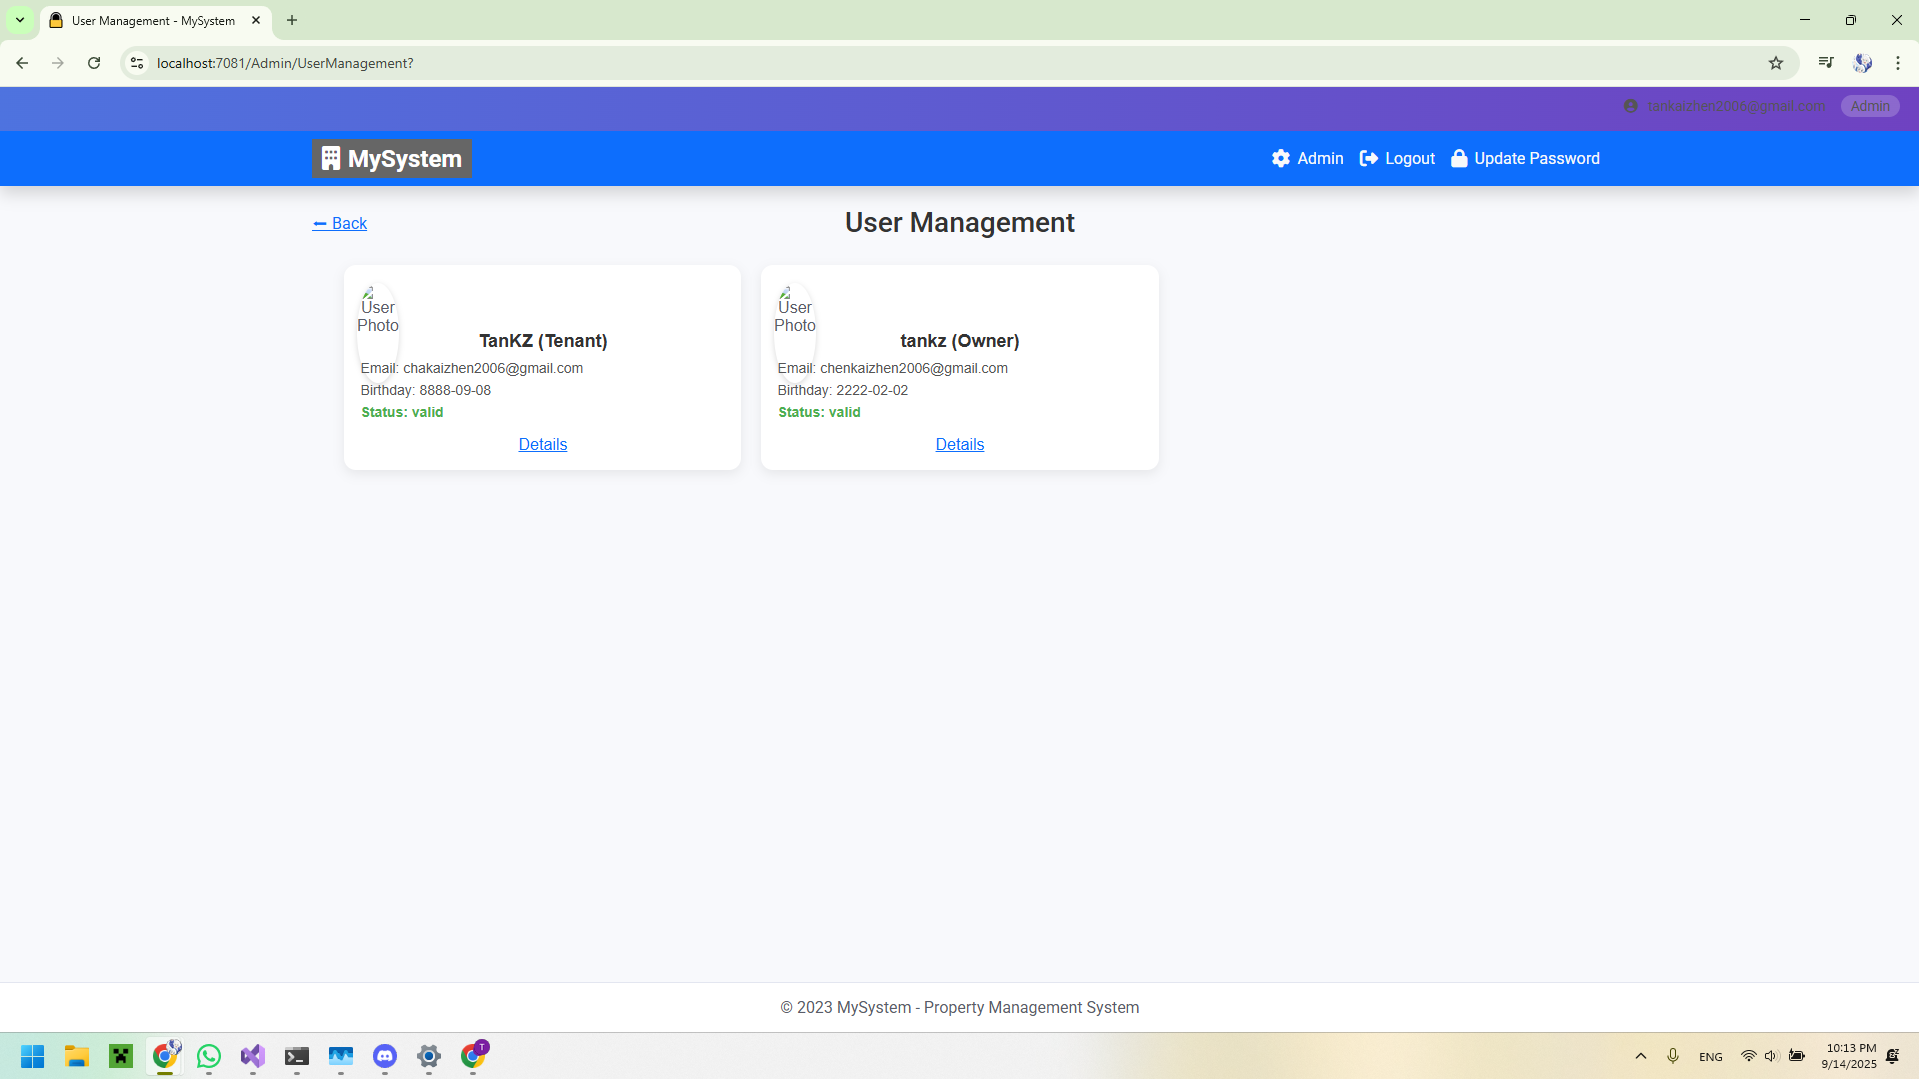 User Management - MySystem
localhost:7081/Admin/UserManagement?
tankaizhen2006@gmail.com Admin
MySystem Admin Logout Update Password
Back
User Management
User Photo
TanKZ (Tenant)
Email: chakaizhen2006@gmail.com
Birthday: 8888-09-08
Status: valid
Details
User Photo
tankz (Owner)
Email: chenkaizhen2006@gmail.com
Birthday: 2222-02-02
Status: valid
Details
© 2023 MySystem - Property Management System
T
ENG
10:13 PM
9/14/2025